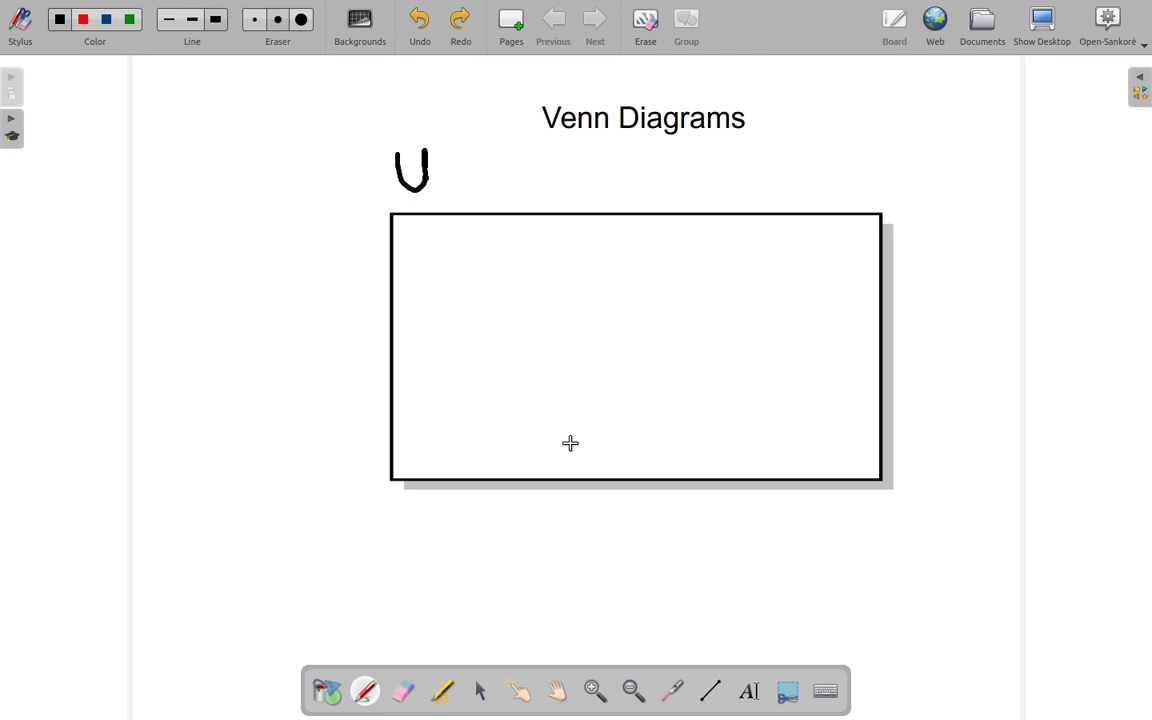 Stylus Color Line Eraser Backgrounds Undo Redo Pages Previous Next Erase Group Board Web Documents Show Desktop Open-Sankoré
Venn Diagrams
U
AI